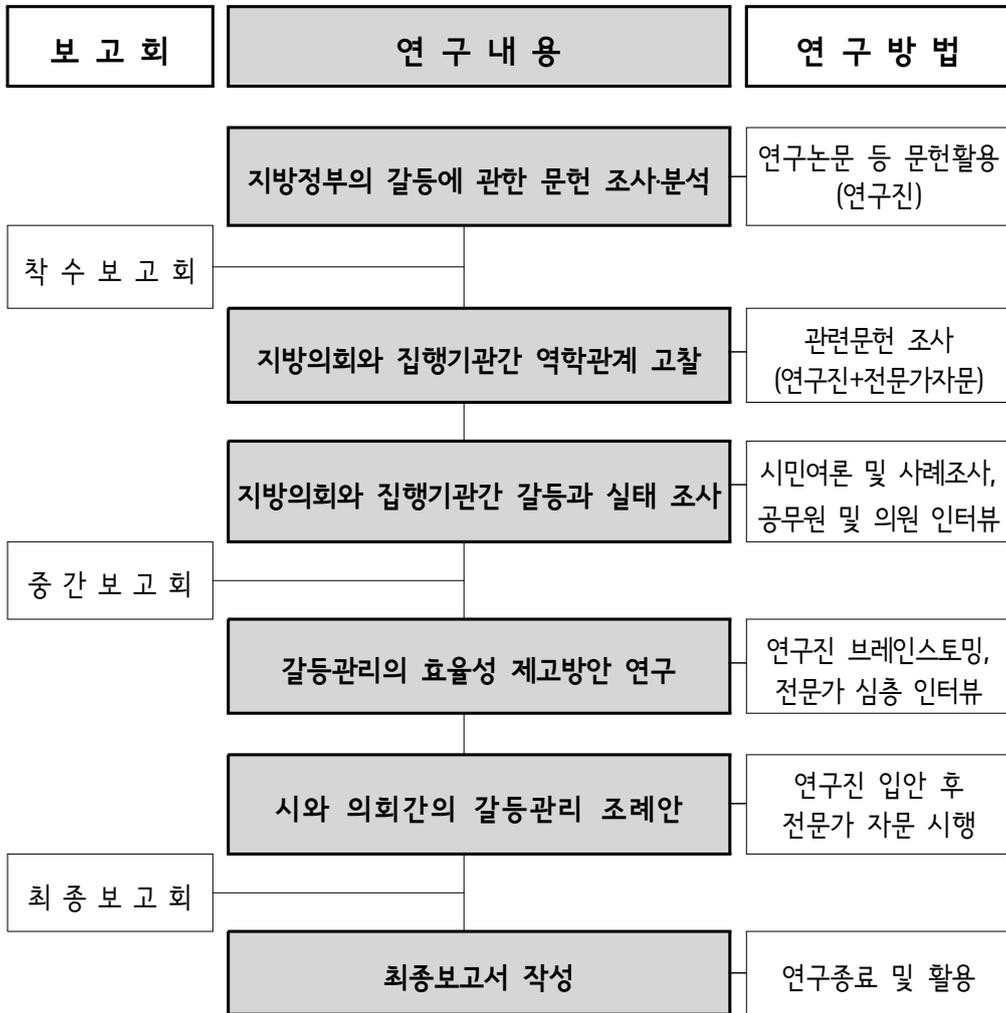 보 고 회
연 구 내 용
연 구 방 법
지방정부의 갈등에 관한 문헌 조사·분석
연구논문 등 문헌활용
(연구진)
착 수 보 고 회
지방의회와 집행기관간 역학관계 고찰
관련문헌 조사
(연구진+전문가자문)
지방의회와 집행기관간 갈등과 실태 조사
시민여론 및 사례조사,
공무원 및 의원 인터뷰
중 간 보 고 회
갈등관리의 효율성 제고방안 연구
연구진 브레인스토밍,
전문가 심층 인터뷰
시와 의회간의 갈등관리 조례안
연구진 입안 후
전문가 자문 시행
최 종 보 고 회
최종보고서 작성
연구종료 및 활용